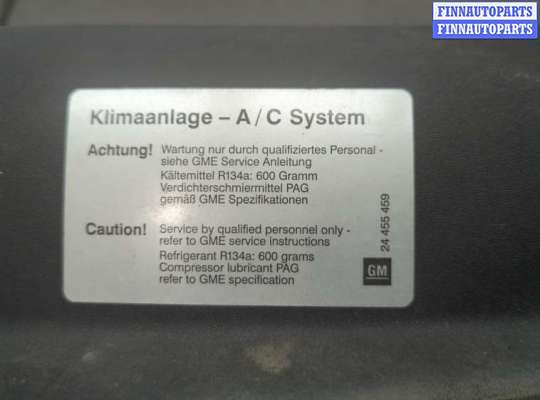 FINNAUTOPARTS
FINNAUTOPARTS
Klimaanlage – A / C System
Achtung! Wartung nur durch qualifiziertes Personal -
siehe GME Service Anleitung
Kältemittel R134a: 600 Gramm
Verdichterschmiermittel PAG
gemäß GME Spezifikationen
Caution! Service by qualified personnel only -
refer to GME service instructions
Refrigerant R134a: 600 grams
Compressor lubricant PAG
refer to GME specification
24 455 459
GM